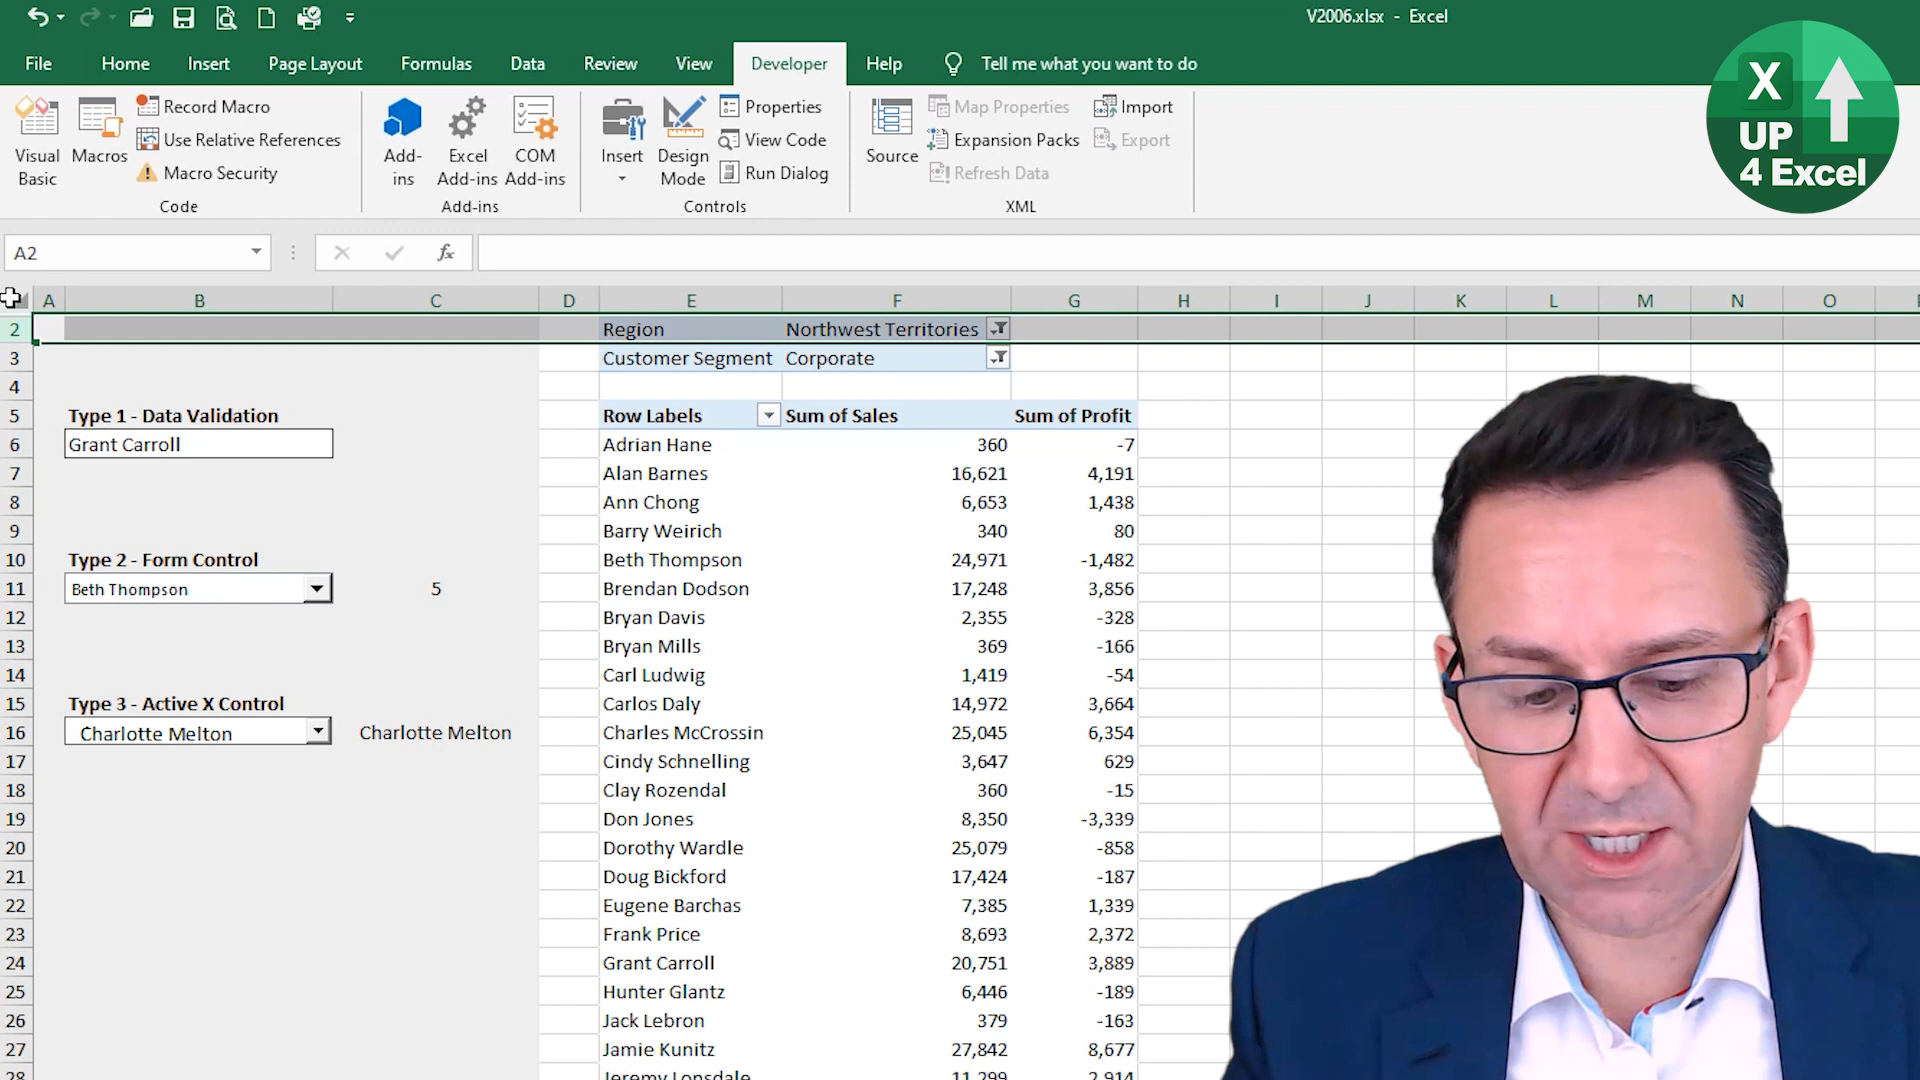 V2006.xlsx - Excel
File Home Insert Page Layout Formulas Data Review View Developer Help Tell me what you want to do
X
UP
4 Excel
Visual Basic
Macros
Record Macro
Use Relative References
Macro Security
Code
Add-ins
Excel Add-ins
COM Add-ins
Add-ins
Insert
Design Mode
Properties
View Code
Run Dialog
Controls
Source
Map Properties
Expansion Packs
Refresh Data
Import
Export
XML
A2 fx
A B C D E F G H I J K L M N O
2 Region Northwest Territories
3 Customer Segment Corporate
4
5 Type 1 - Data Validation Row Labels Sum of Sales Sum of Profit
6 Grant Carroll Adrian Hane 360 -7
7 Alan Barnes 16,621 4,191
8 Ann Chong 6,653 1,438
9 Barry Weirich 340 80
10 Type 2 - Form Control Beth Thompson 24,971 -1,482
11 Beth Thompson 5 Brendan Dodson 17,248 3,856
12 Bryan Davis 2,355 -328
13 Bryan Mills 369 -166
14 Carl Ludwig 1,419 -54
15 Type 3 - Active X Control Carlos Daly 14,972 3,664
16 Charlotte Melton Charlotte Melton Charles McCrossin 25,045 6,354
17 Cindy Schnelling 3,647 629
18 Clay Rozendal 360 -15
19 Don Jones 8,350 -3,339
20 Dorothy Wardle 25,079 -858
21 Doug Bickford 17,424 -187
22 Eugene Barchas 7,385 1,339
23 Frank Price 8,693 2,372
24 Grant Carroll 20,751 3,889
25 Hunter Glantz 6,446 -189
26 Jack Lebron 379 -163
27 Jamie Kunitz 27,842 8,677
28 Jeremy Lonsdale 11,299 2,914